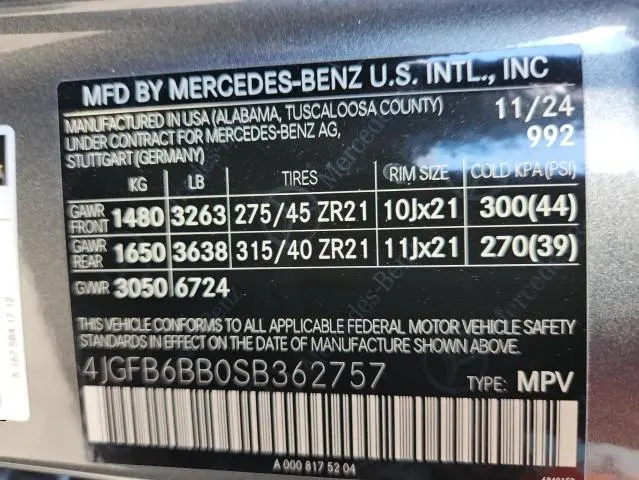 MFD BY MERCEDES-BENZ U.S. INTL., INC
MANUFACTURED IN USA (ALABAMA, TUSCALOOSA COUNTY) 11/24
UNDER CONTRACT FOR MERCEDES-BENZ AG, 992
STUTTGART (GERMANY)
KG LB TIRES RIM SIZE COLD KPA (PSI)
GAWR FRONT 1480 3263 275/45 ZR21 10Jx21 300(44)
GAWR REAR 1650 3638 315/40 ZR21 11Jx21 270(39)
GVWR 3050 6724
THIS VEHICLE CONFORMS TO ALL APPLICABLE FEDERAL MOTOR VEHICLE SAFETY
STANDARDS IN EFFECT ON THE DATE OF MANUFACTURE SHOWN ABOVE.
4JGFB6BB0SB362757 TYPE: MPV
A 000 817 52 04
A 167 584 17 12